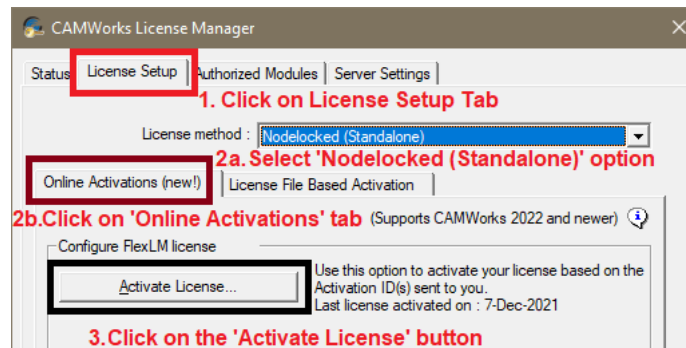 CAMWorks License Manager
Status License Setup Authorized Modules Server Settings
1. Click on License Setup Tab
License method : Nodelocked (Standalone)
2a. Select 'Nodelocked (Standalone)' option
Online Activations (new!) License File Based Activation
2b.Click on 'Online Activations' tab (Supports CAMWorks 2022 and newer)
Configure FlexLM license
Activate License...
Use this option to activate your license based on the
Activation ID(s) sent to you.
Last license activated on : 7-Dec-2021
3.Click on the 'Activate License' button